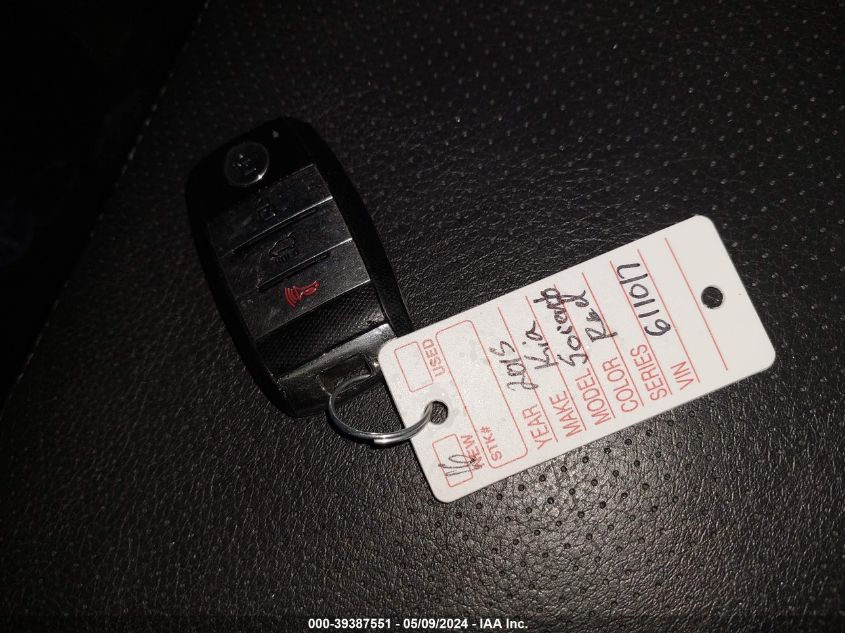 USED
16
NEW
STK#
YEAR 2015
MAKE Kia
MODEL Sorento
COLOR Red
SERIES
VIN 611017
000-39387551 - 05/09/2024 - IAA Inc.